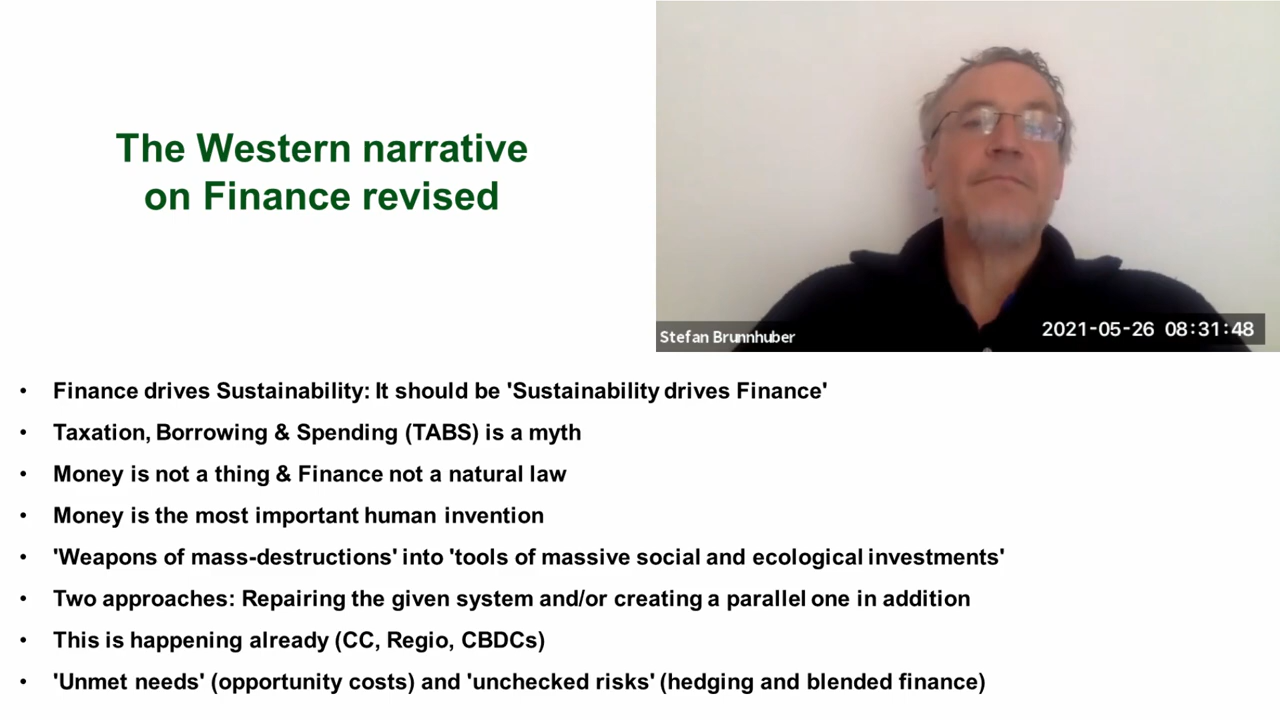 The Western narrative
on Finance revised
Stefan Brunnhuber
2021-05-26 08:31:48
• Finance drives Sustainability: It should be 'Sustainability drives Finance'
• Taxation, Borrowing & Spending (TABS) is a myth
• Money is not a thing & Finance not a natural law
• Money is the most important human invention
• 'Weapons of mass-destructions' into 'tools of massive social and ecological investments'
• Two approaches: Repairing the given system and/or creating a parallel one in addition
• This is happening already (CC, Regio, CBDCs)
• 'Unmet needs' (opportunity costs) and 'unchecked risks' (hedging and blended finance)